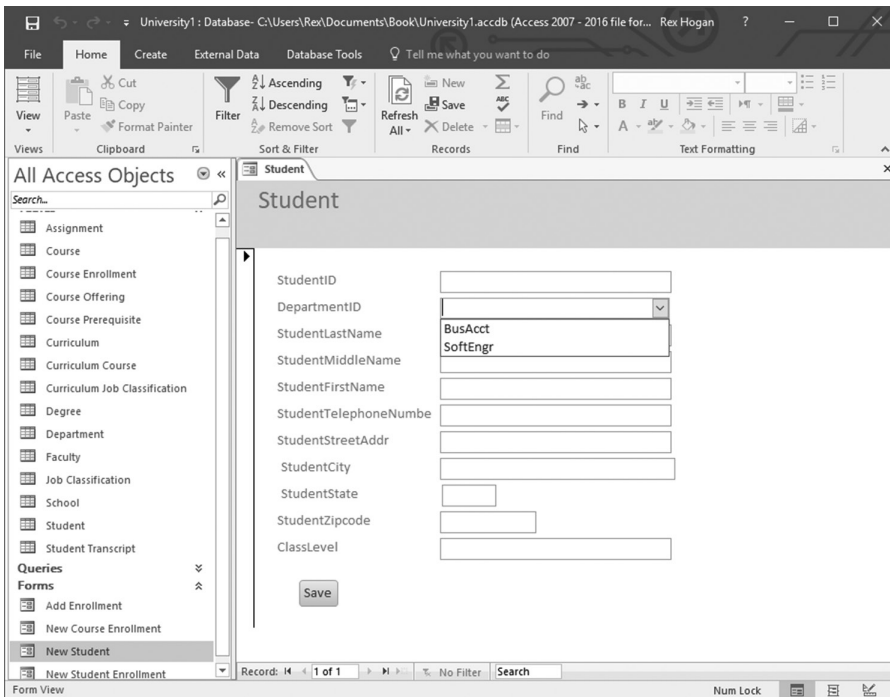 University1 : Database- C:\Users\Rex\Documents\Book\University1.accdb (Access 2007 - 2016 file for... Rex Hogan ?
File Home Create External Data Database Tools Tell me what you want to do
View
Views
Paste
Cut
Copy
Format Painter
Clipboard
Filter
Ascending
Descending
Remove Sort
Sort & Filter
Refresh
All
New
Save
Delete
Records
Find
Find
B I U
A
Text Formatting
All Access Objects
Search...
Assignment
Course
Course Enrollment
Course Offering
Course Prerequisite
Curriculum
Curriculum Course
Curriculum Job Classification
Degree
Department
Faculty
Job Classification
School
Student
Student Transcript
Queries
Forms
Add Enrollment
New Course Enrollment
New Student
New Student Enrollment
Student
Student
StudentID
DepartmentID
BusAcct
SoftEngr
StudentLastName
StudentMiddleName
StudentFirstName
StudentTelephoneNumbe
StudentStreetAddr
StudentCity
StudentState
StudentZipcode
ClassLevel
Save
Record: 1 of 1 No Filter Search
Form View Num Lock